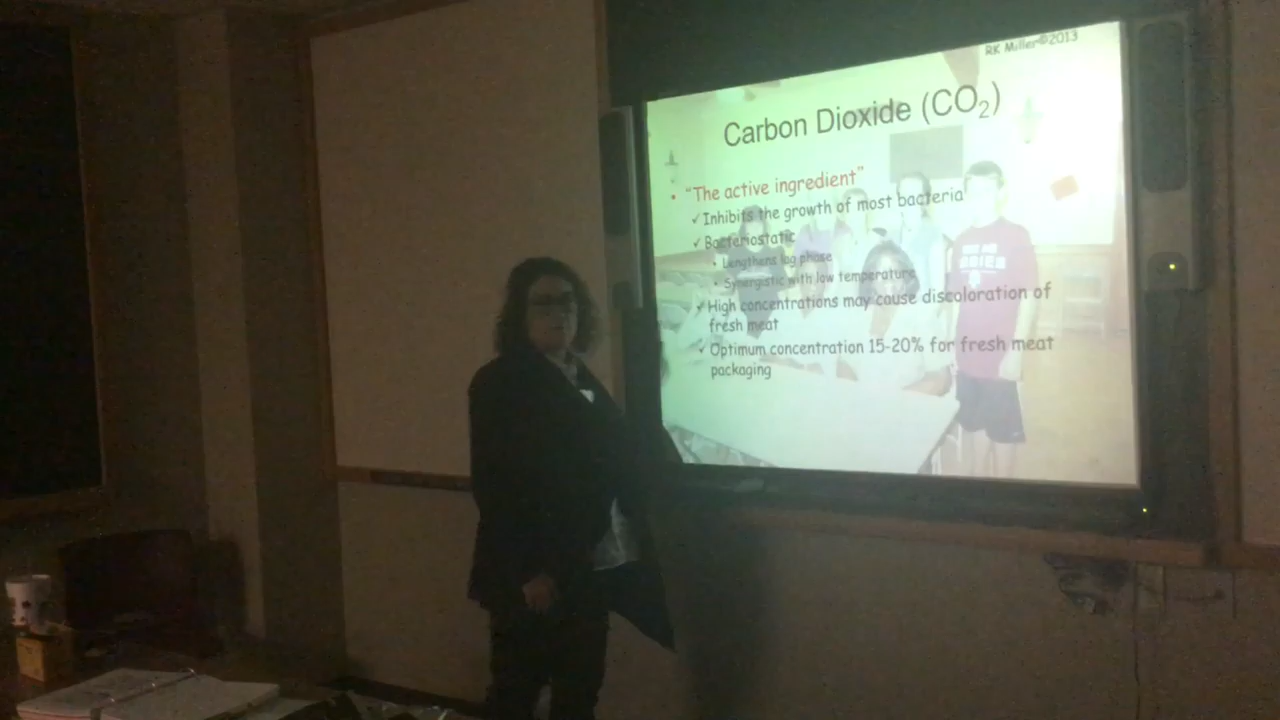 RK Miller©2013
Carbon Dioxide (CO₂)
• "The active ingredient"
✓ Inhibits the growth of most bacteria
✓ Bacteriostatic
• Lengthens lag phase
• Synergistic with low temperature
✓ High concentrations may cause discoloration of
fresh meat
✓ Optimum concentration 15-20% for fresh meat
packaging